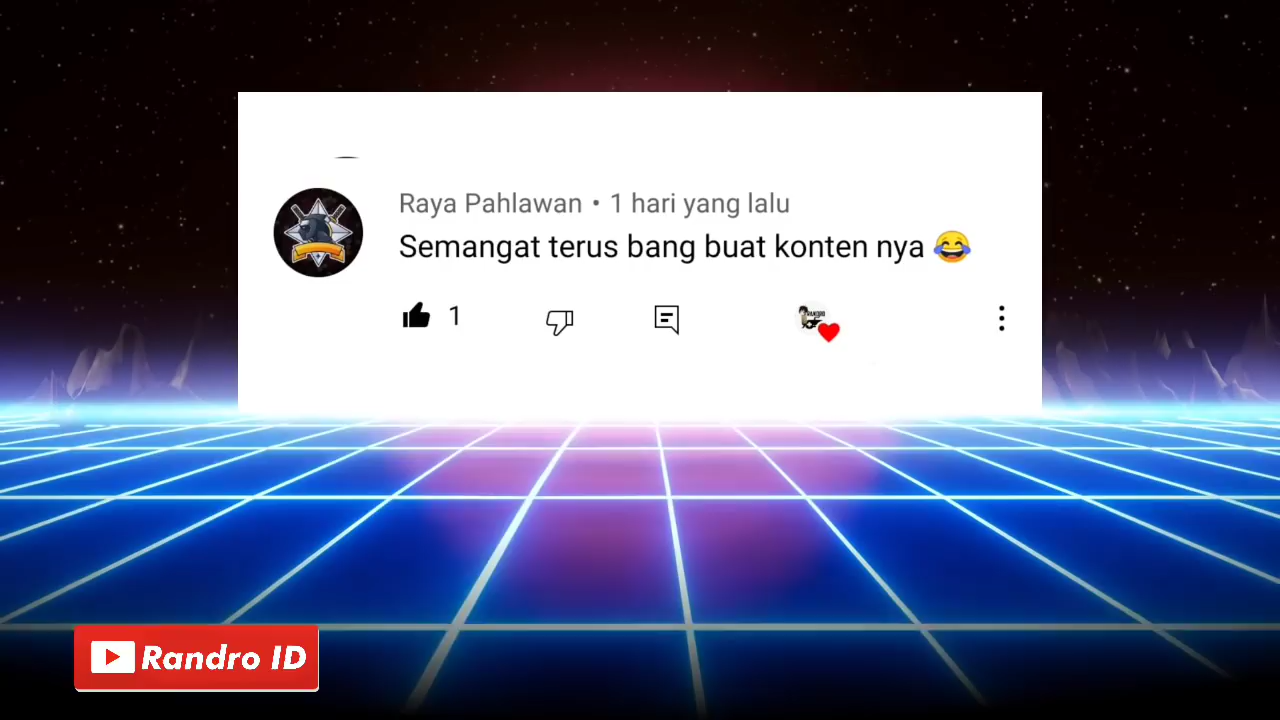 Raya Pahlawan • 1 hari yang lalu
Semangat terus bang buat konten nya 😂
1
Randro ID